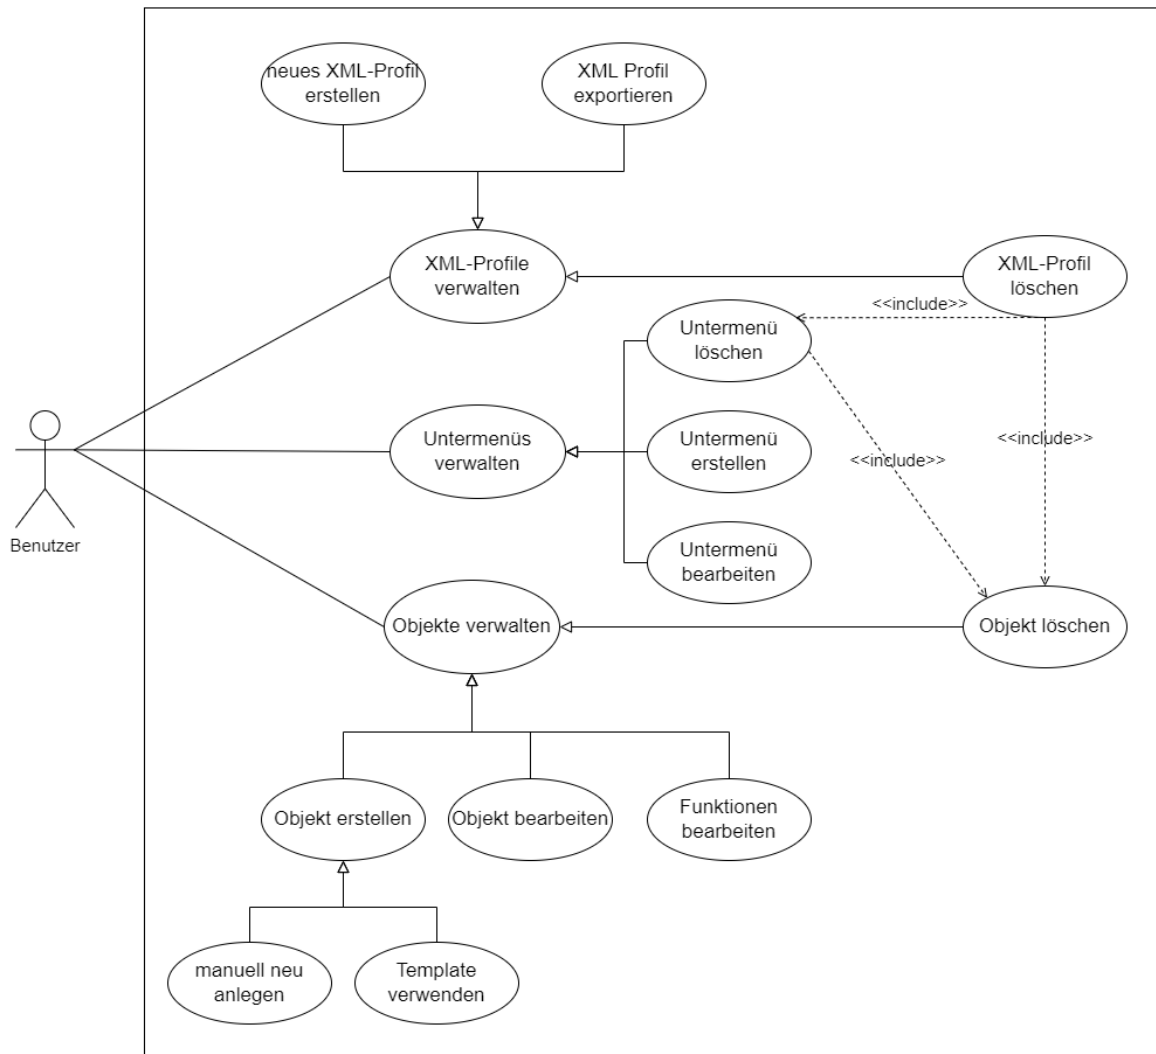 neues XML-Profil
erstellen
XML Profil
exportieren
XML-Profile
verwalten
XML-Profil
löschen
<<include>>
Untermenü
löschen
Untermenüs
verwalten
Untermenü
erstellen
<<include>>
<<include>>
Benutzer
Untermenü
bearbeiten
Objekte verwalten
Objekt löschen
Objekt erstellen
Objekt bearbeiten
Funktionen
bearbeiten
manuell neu
anlegen
Template
verwenden